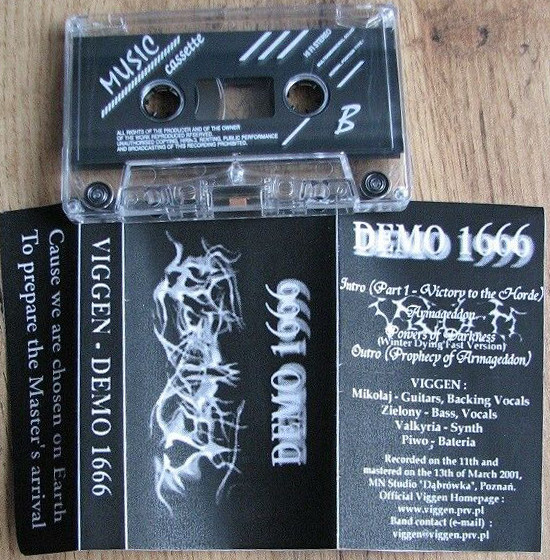 MUSIC
cassette
HI FI STEREO
B
ALL RIGHTS OF THE PRODUCER AND OF THE OWNER
OF THE WORK REPRODUCED RESERVED.
UNAUTHORISED COPYING, HIRING, RENTING, PUBLIC PERFORMANCE
AND BROADCASTING OF THIS RECORDING PROHIBITED.
Cause we are chosen on Earth
To prepare the Master's arrival
VIGGEN - DEMO 1666
DEMO 1666
DEMO 1666
Intro (Part 1 - Victory to the Horde)
Armageddon
Powers of Darkness
(Winter Dying Fast Version)
Outro (Prophecy of Armageddon)
VIGGEN :
Mikolaj - Guitars, Backing Vocals
Zielony - Bass, Vocals
Valkyria - Synth
Piwo - Bateria
Recorded on the 11th and
mastered on the 13th of March 2001,
MN Studio "Dąbrówka", Poznań.
Official Viggen Homepage :
www.viggen.prv.pl
Band contact (e-mail) :
viggen@viggen.prv.pl